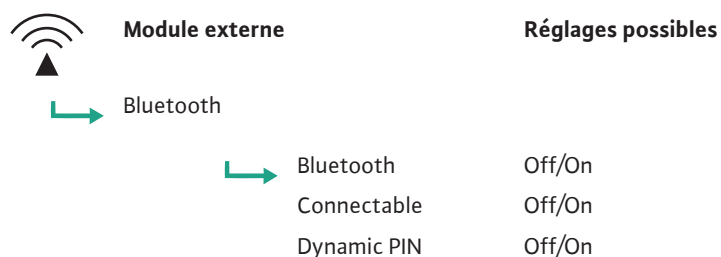 Module externe Réglages possibles
Bluetooth
Bluetooth Off/On
Connectable Off/On
Dynamic PIN Off/On